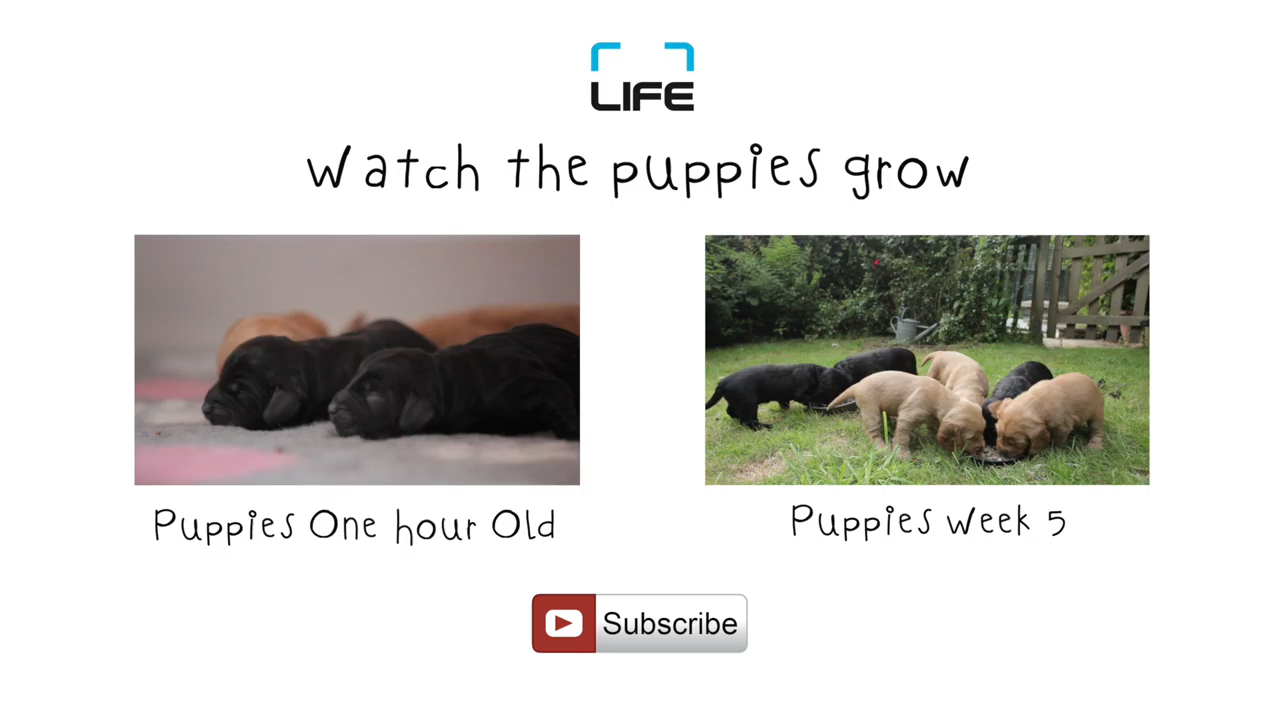 LIFE
Watch the puppies grow
Puppies One hour Old
Puppies Week 5
Subscribe